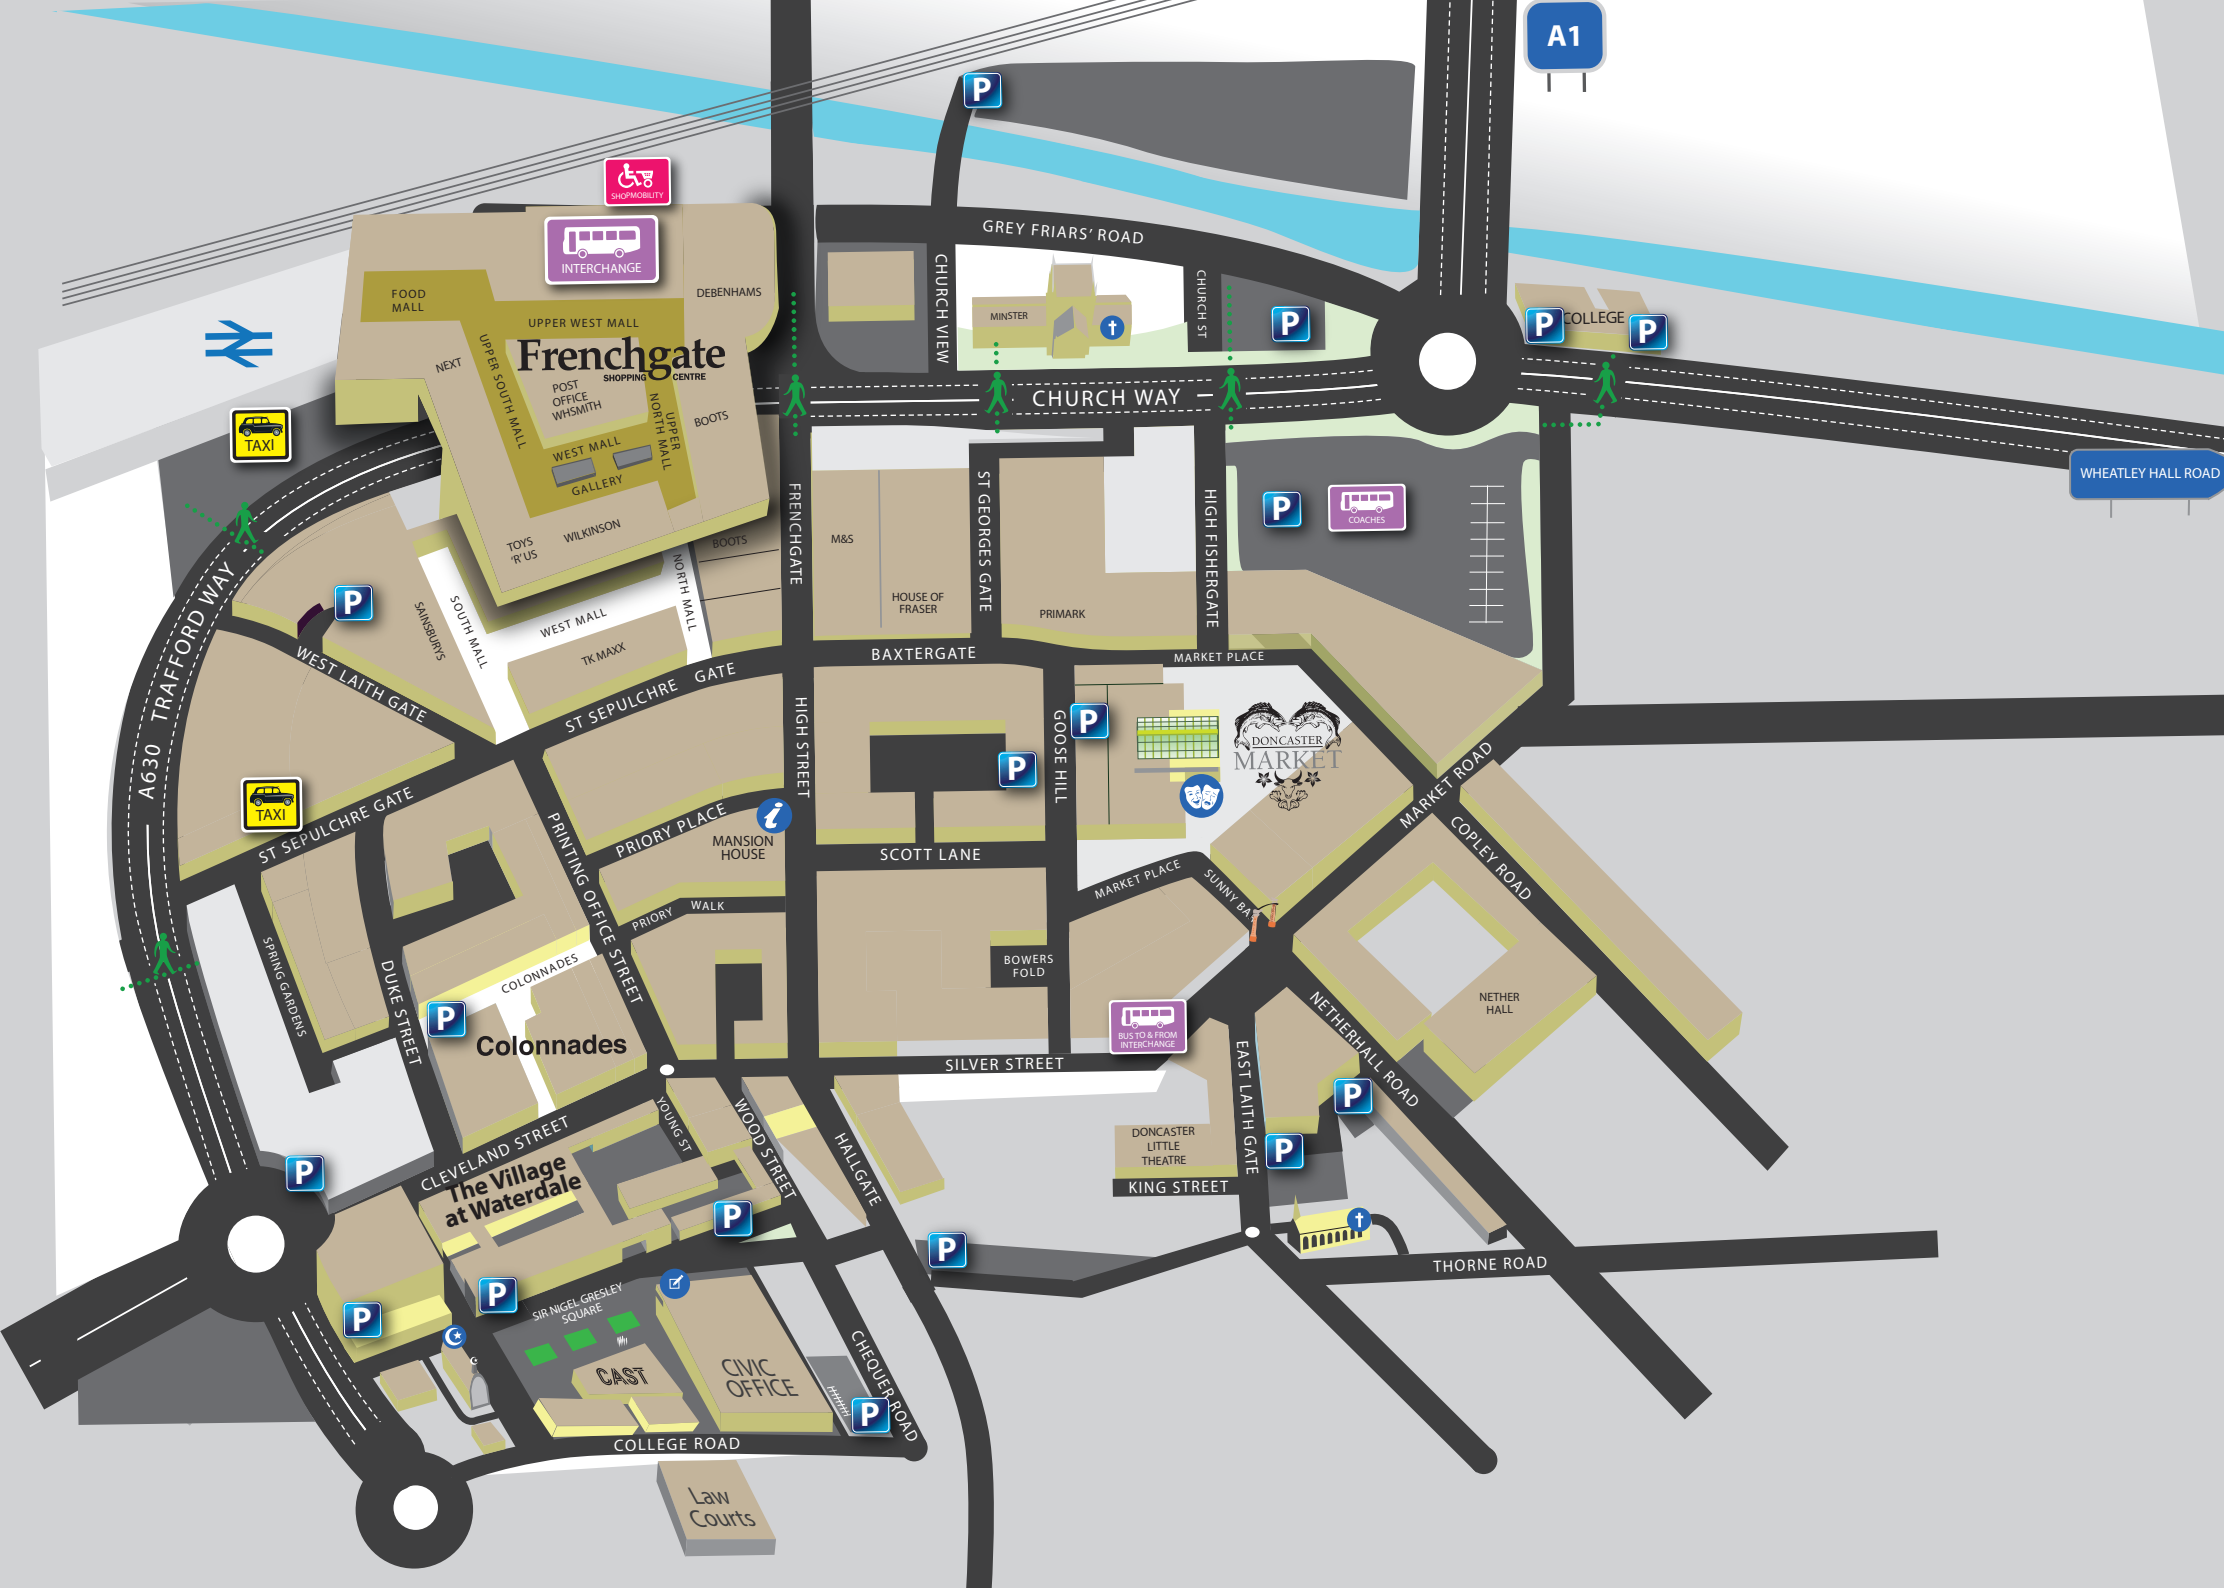 A1
P
SHOPMOBILITY
INTERCHANGE
GREY FRIARS' ROAD
FOOD
MALL
DEBENHAMS
UPPER WEST MALL
CHURCH VIEW
MINSTER
CHURCH ST
P
P
COLLEGE
P
NEXT
UPPER SOUTH MALL
Frenchgate
SHOPPING CENTRE
POST
OFFICE
WHSMITH
UPPER
NORTH MALL
BOOTS
CHURCH WAY
TAXI
WEST MALL
GALLERY
WHEATLEY HALL ROAD
TOYS
'R' US
WILKINSON
BOOTS
FRENCHGATE
M&S
ST GEORGES GATE
HIGH FISHERGATE
P
COACHES
TRAFFORD WAY
P
SAINSBURYS
SOUTH MALL
WEST MALL
NORTH MALL
TK MAXX
HOUSE OF
FRASER
PRIMARK
WEST LAITH GATE
ST SEPULCHRE GATE
BAXTERGATE
MARKET PLACE
A630
HIGH STREET
GOOSE HILL
P
DONCASTER
MARKET
P
TAXI
ST SEPULCHRE GATE
PRINTING OFFICE STREET
PRIORY PLACE
MANSION
HOUSE
i
SCOTT LANE
MARKET ROAD
COPLEY ROAD
MARKET PLACE
SUNNY BA
PRIORY WALK
SPRING GARDENS
DUKE STREET
COLONNADES
P
Colonnades
BOWERS
FOLD
NETHER
HALL
BUS TO & FROM
INTERCHANGE
SILVER STREET
EAST LAITH GATE
NETHERHALL ROAD
P
YOUNG ST
WOOD STREET
HALLGATE
CLEVELAND STREET
The Village
at Waterdale
DONCASTER
LITTLE
THEATRE
P
KING STREET
P
P
P
THORNE ROAD
P
SIR NIGEL GRESLEY
SQUARE
P
CAST
CIVIC
OFFICE
CHEQUER ROAD
P
COLLEGE ROAD
Law
Courts